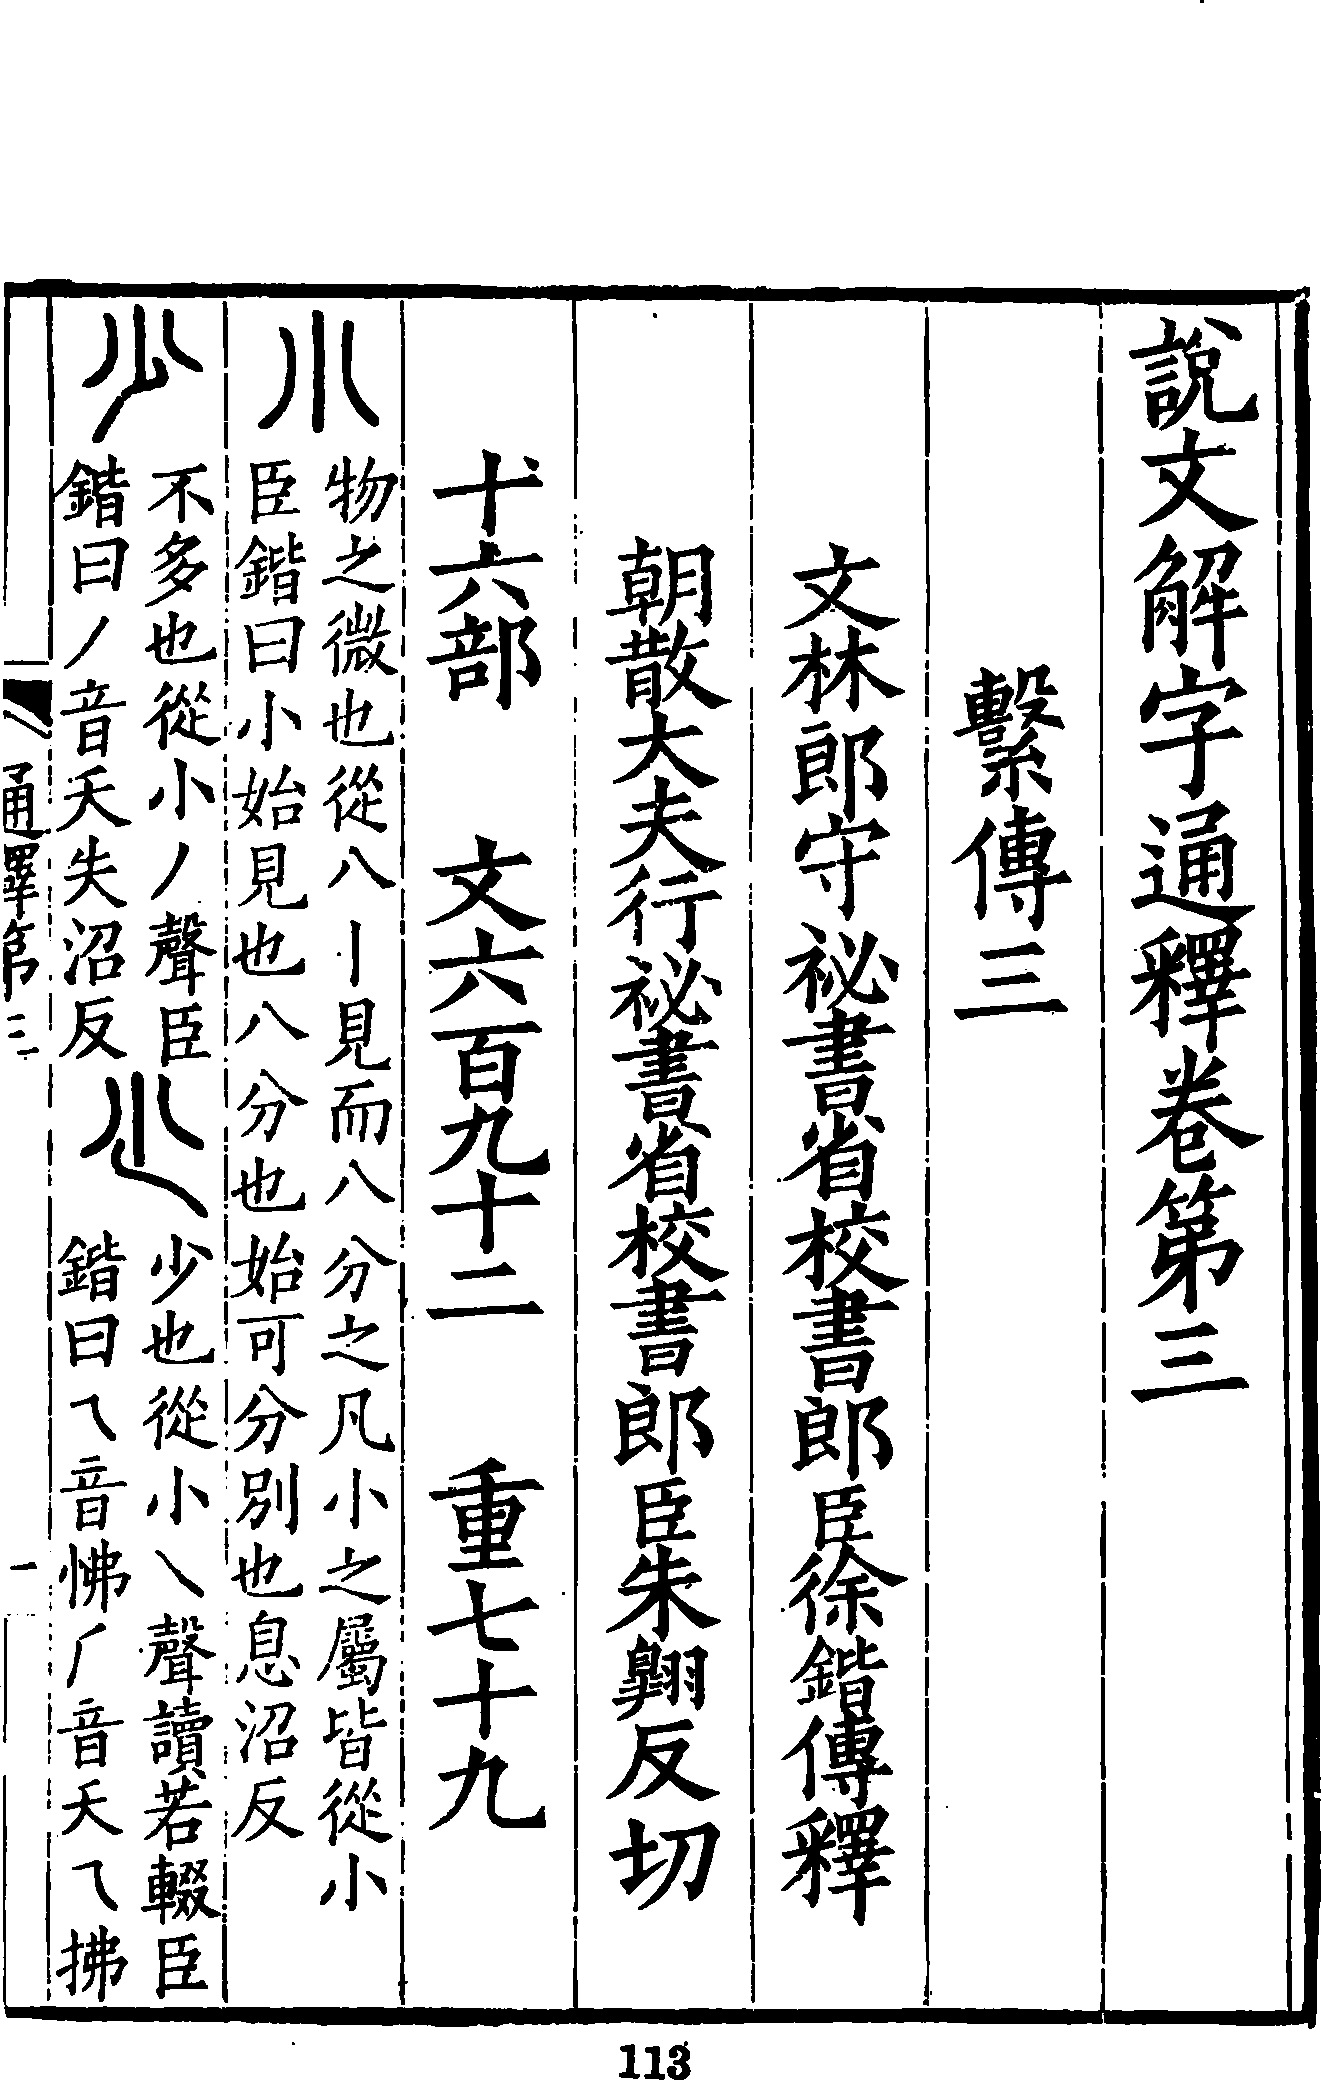 說文解字通釋卷第三
繫傳三
文林郎守祕書省校書郎臣徐鍇傳釋
朝散大夫行祕書省校書郎臣朱翱反切
十六部 文六百九十二 重七十九
小 物之微也從八丨見而八分之凡小之屬皆從小
臣鍇曰小始見也八分也始可分別也息沼反
少 不多也從小丿聲臣
鍇曰丿音夭失沼反
𡮐 少也從小乀聲讀若輟臣
鍇曰乀音怫𠂆音夭乀拂
通釋第三
一
113